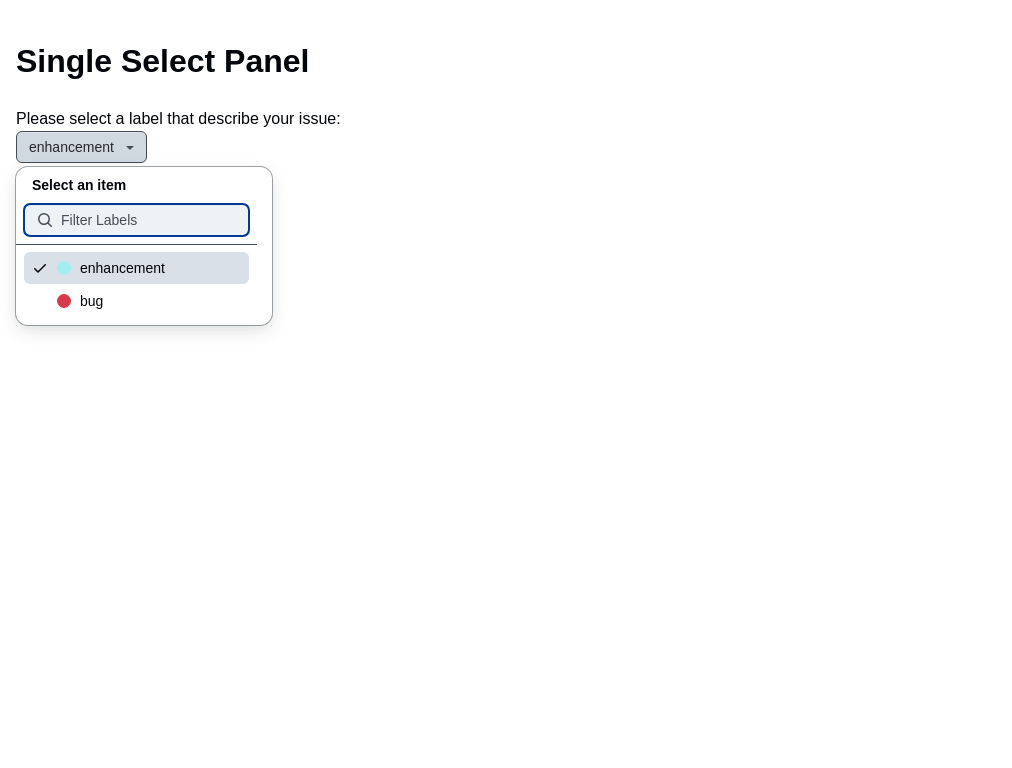 Single Select Panel
Please select a label that describe your issue:
enhancement
Select an item
Filter Labels
enhancement
bug